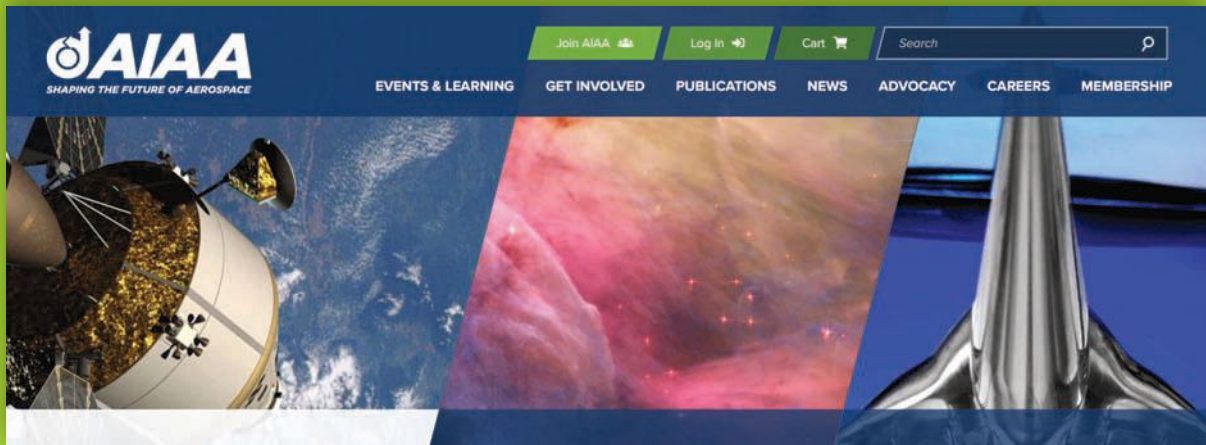 AIAA
SHAPING THE FUTURE OF AEROSPACE
Join AIAA
Log In
Cart
Search
EVENTS & LEARNING GET INVOLVED PUBLICATIONS NEWS ADVOCACY CAREERS MEMBERSHIP